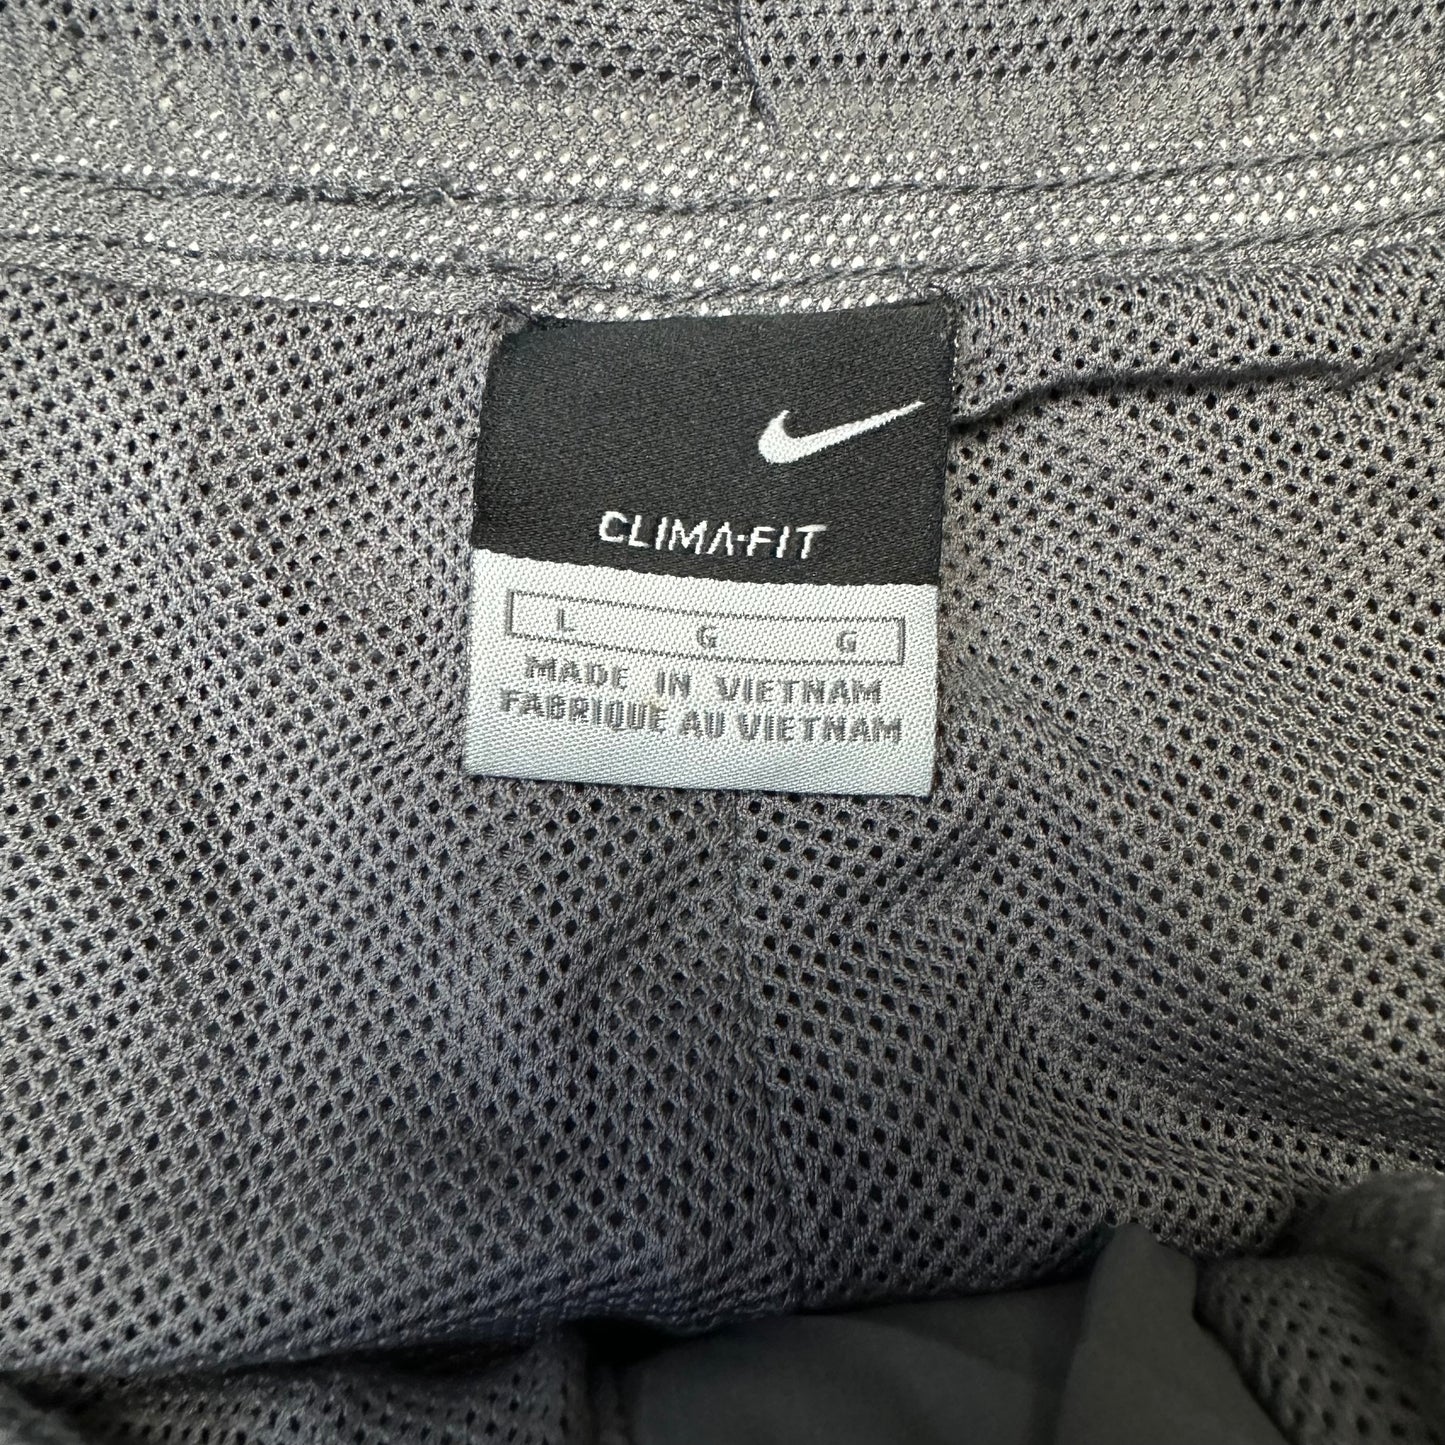 CLIMA·FIT
L G G
MADE IN VIETNAM
FABRIQUE AU VIETNAM